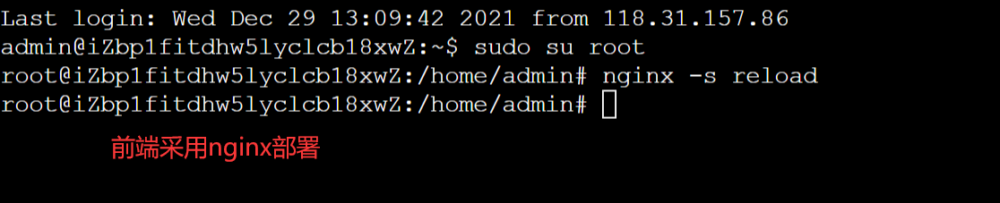 Last login: Wed Dec 29 13:09:42 2021 from 118.31.157.86
admin@iZbp1fitdhw5lyclcb18xwZ:~$ sudo su root
root@iZbp1fitdhw5lyclcb18xwZ:/home/admin# nginx -s reload
root@iZbp1fitdhw5lyclcb18xwZ:/home/admin#
前端采用nginx部署